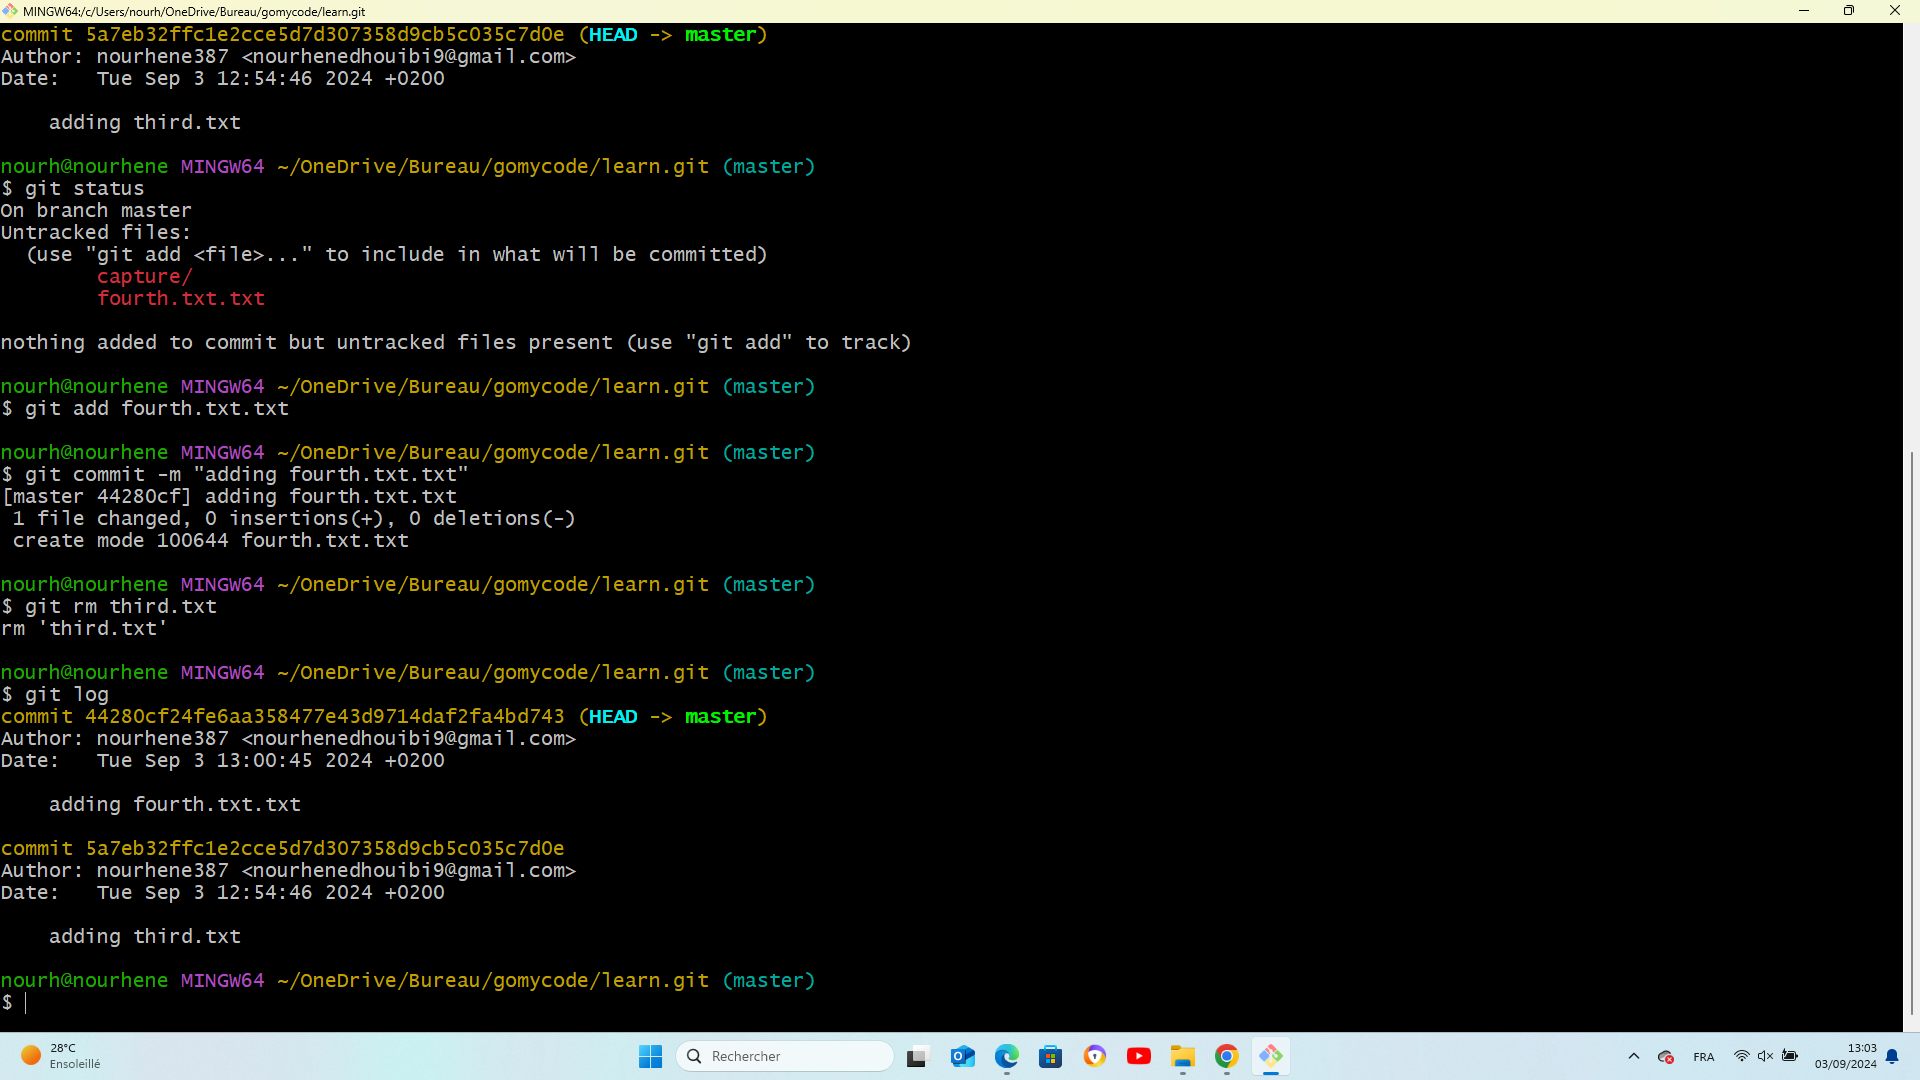 MINGW64:/c/Users/nourh/OneDrive/Bureau/gomycode/learn.git
commit 5a7eb32ffc1e2cce5d7d307358d9cb5c035c7d0e (HEAD -> master)
Author: nourhene387 <nourhenedhouibi9@gmail.com>
Date:   Tue Sep 3 12:54:46 2024 +0200
    adding third.txt
nourh@nourhene MINGW64 ~/OneDrive/Bureau/gomycode/learn.git (master)
$ git status
On branch master
Untracked files:
  (use "git add <file>..." to include in what will be committed)
        capture/
        fourth.txt.txt
nothing added to commit but untracked files present (use "git add" to track)
nourh@nourhene MINGW64 ~/OneDrive/Bureau/gomycode/learn.git (master)
$ git add fourth.txt.txt
nourh@nourhene MINGW64 ~/OneDrive/Bureau/gomycode/learn.git (master)
$ git commit -m "adding fourth.txt.txt"
[master 44280cf] adding fourth.txt.txt
 1 file changed, 0 insertions(+), 0 deletions(-)
 create mode 100644 fourth.txt.txt
nourh@nourhene MINGW64 ~/OneDrive/Bureau/gomycode/learn.git (master)
$ git rm third.txt
rm 'third.txt'
nourh@nourhene MINGW64 ~/OneDrive/Bureau/gomycode/learn.git (master)
$ git log
commit 44280cf24fe6aa358477e43d9714daf2fa4bd743 (HEAD -> master)
Author: nourhene387 <nourhenedhouibi9@gmail.com>
Date:   Tue Sep 3 13:00:45 2024 +0200
    adding fourth.txt.txt
commit 5a7eb32ffc1e2cce5d7d307358d9cb5c035c7d0e
Author: nourhene387 <nourhenedhouibi9@gmail.com>
Date:   Tue Sep 3 12:54:46 2024 +0200
    adding third.txt
nourh@nourhene MINGW64 ~/OneDrive/Bureau/gomycode/learn.git (master)
$
28°C
Ensoleillé
Rechercher
FRA
13:03
03/09/2024